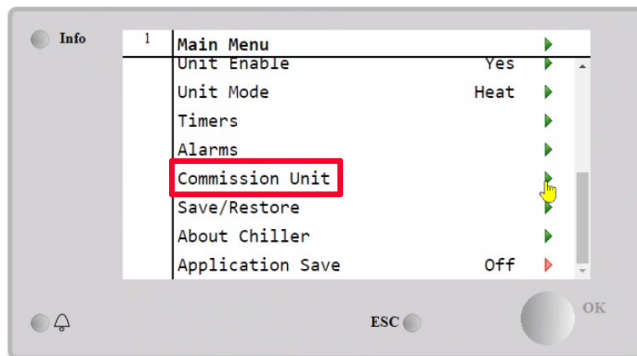 Info
1 Main Menu
Unit Enable Yes
Unit Mode Heat
Timers
Alarms
Commission Unit
Save/Restore
About Chiller
Application Save Off
ESC
OK